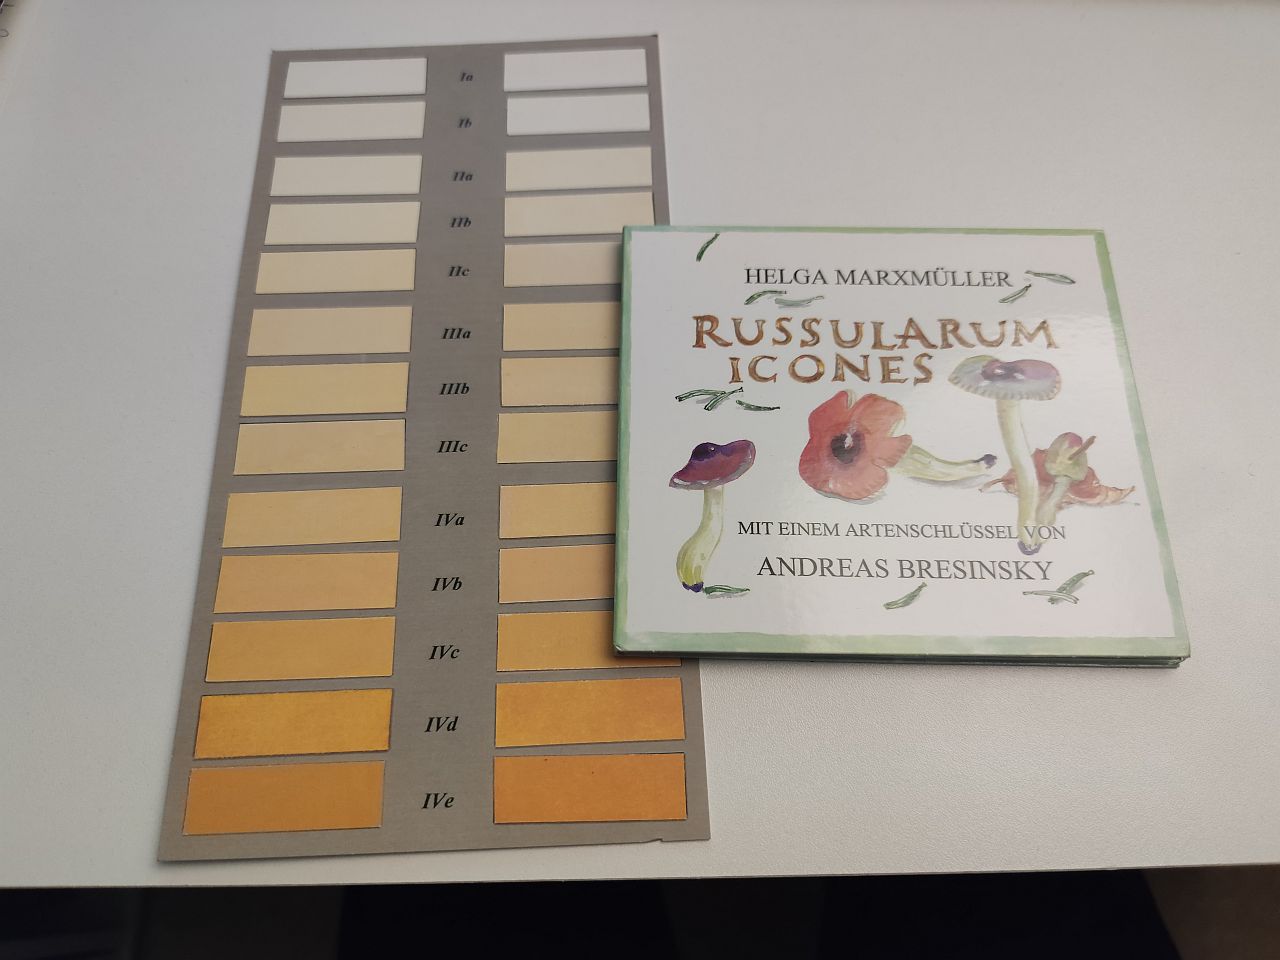 Ia
Ib
IIa
IIb
IIc
IIIa
IIIb
IIIc
IVa
IVb
IVc
IVd
IVe
HELGA MARXMÜLLER
RUSSULARUM
ICONES
MIT EINEM ARTENSCHLÜSSEL VON
ANDREAS BRESINSKY